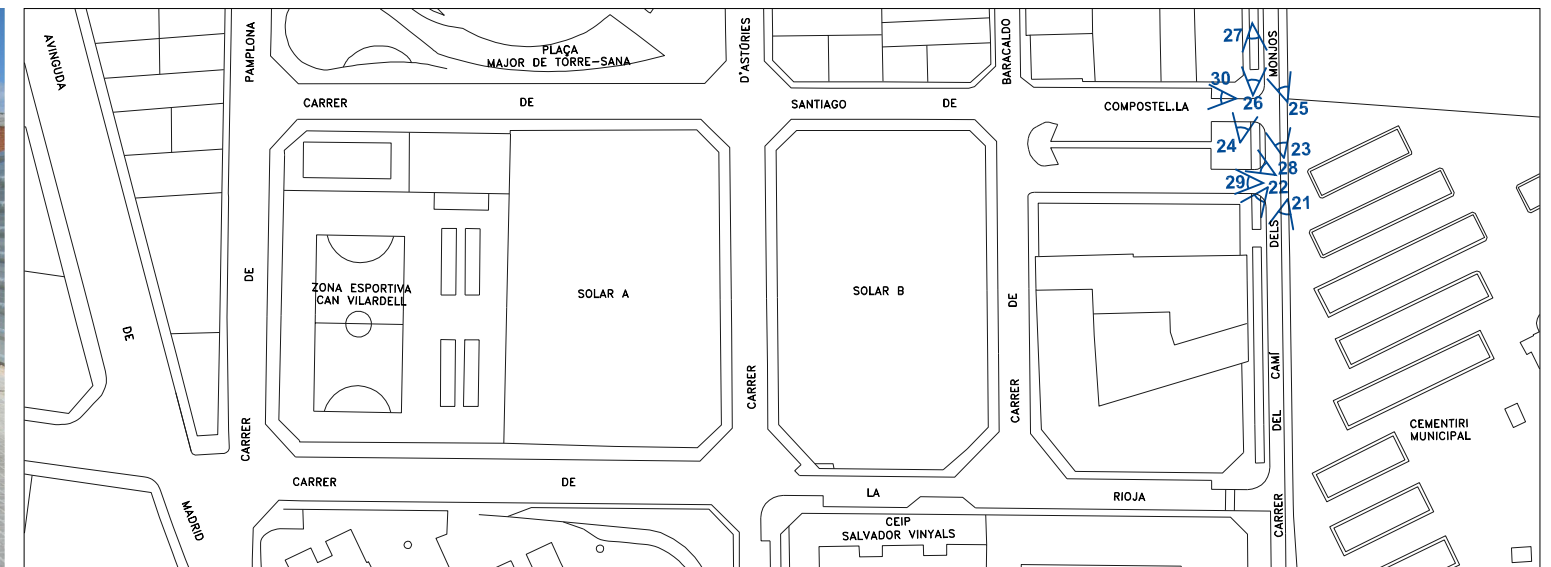 AVINGUDA
DE
MADRID
CARRER
DE
PAMPLONA
PLAÇA
MAJOR DE TORRE-SANA
D'ASTÚRIES
CARRER
BARACALDO
DE
CARRER
MONJOS
DELS
CAMÍ
DEL
CARRER
CARRER
DE
SANTIAGO
DE
COMPOSTEL.LA
27
30
26
25
24
23
28
29
22
21
ZONA ESPORTIVA
CAN VILARDELL
SOLAR A
SOLAR B
CEMENTIRI
MUNICIPAL
CARRER
DE
LA
RIOJA
CEIP
SALVADOR VINYALS